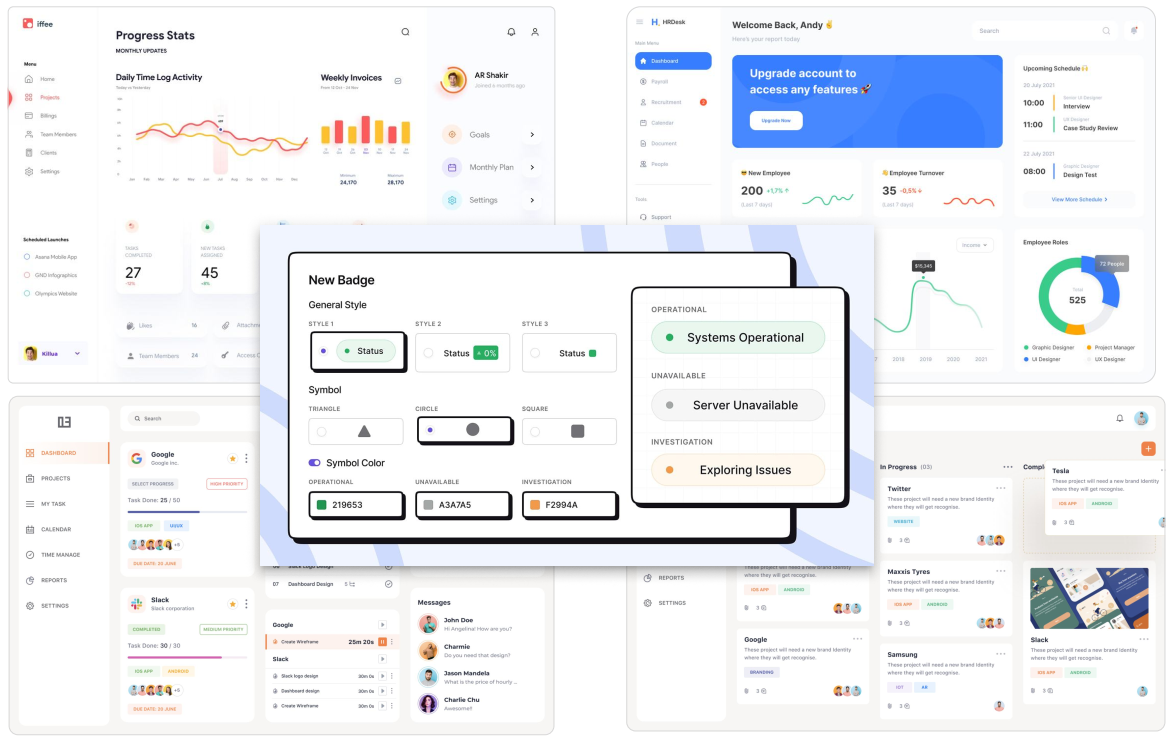 iffee
Menu
Home
Projects
Billings
Team Members
Clients
Settings
Scheduled Launches
Asana Mobile App
GND Infographics
Olympics Website
Killua
Progress Stats
MONTHLY UPDATES
Daily Time Log Activity
Today vs Yesterday
Jan Feb Mar Apr May Jun Jul Aug Sep Oct Nov Dec
Weekly Invoices
From 13 Oct - 24 Nov
Minimum
24,170
Maximum
28,170
TASKS
COMPLETED
27
NEW TASKS
ASSIGNED
45
Likes 16
Attachme
Team Members 24
Access C
AR Shakir
Joined 6 months ago
Goals
Monthly Plan
Settings
HRDesk
Main Menu
Dashboard
Payroll
Recruitment 2
Calendar
Document
People
Tools
Support
Welcome Back, Andy
Here's your report today
Search
Upgrade account to
access any features
Upgrade Now
New Employee
200 +1,7%
(Last 7 days)
Employee Turnover
35 -0,5%
(Last 7 days)
Income
$15,345
2018 2019 2020 2021
Upcoming Schedule
20 July 2021
10:00
Senior UI Designer
Interview
11:00
UX Designer
Case Study Review
22 July 2021
08:00
Graphic Designer
Design Test
View More Schedule
Employee Roles
72 People
Total
525
Graphic Designer
Project Manager
UI Designer
UX Designer
New Badge
General Style
STYLE 1
STYLE 2
STYLE 3
Status
Status 0%
Status
Symbol
TRIANGLE
CIRCLE
SQUARE
Symbol Color
OPERATIONAL
UNAVAILABLE
INVESTIGATION
219653
A3A7A5
F2994A
OPERATIONAL
Systems Operational
UNAVAILABLE
Server Unavailable
INVESTIGATION
Exploring Issues
DASHBOARD
PROJECTS
MY TASK
CALENDAR
TIME MANAGE
REPORTS
SETTINGS
Search
Google
Google Inc.
SELECT PROGRESS
HIGH PRIORITY
Task Done: 25 / 50
IOS APP
UI/UX
DUE DATE: 20 JUNE
Slack
Slack corporation
COMPLETED
MEDIUM PRIORITY
Task Done: 30 / 30
IOS APP
ANDROID
DUE DATE: 20 JUNE
07 Dashboard Design 5
Google
Create Wireframe 25m 20s
Slack
Slack logo design 30m 0s
Dashboard design 30m 0s
Create Wireframe 30m 0s
Messages
John Doe
Hi Angelina! How are you?
Charmie
Do you need that design?
Jason Mandela
What is the price of hourly ...
Charlie Chu
Awesome!!
REPORTS
SETTINGS
where they will get recognise.
IOS APP
ANDROID
3
Google
These project will need a new brand Identity
where they will get recognise.
BRANDING
3
In Progress (03)
Twitter
These project will need a new brand Identity
where they will get recognise.
WEBSITE
3
Maxxis Tyres
These project will need a new brand Identity
where they will get recognise.
IOS APP
ANDROID
3
Samsung
These project will need a new brand Identity
where they will get recognise.
IOT
AR
3
Compl
Tesla
These project will need a new brand Identity
where they will get recognise.
IOS APP
ANDROID
3
Slack
These project will need a new brand Identity
where they will get recognise.
IOS APP
ANDROID
3